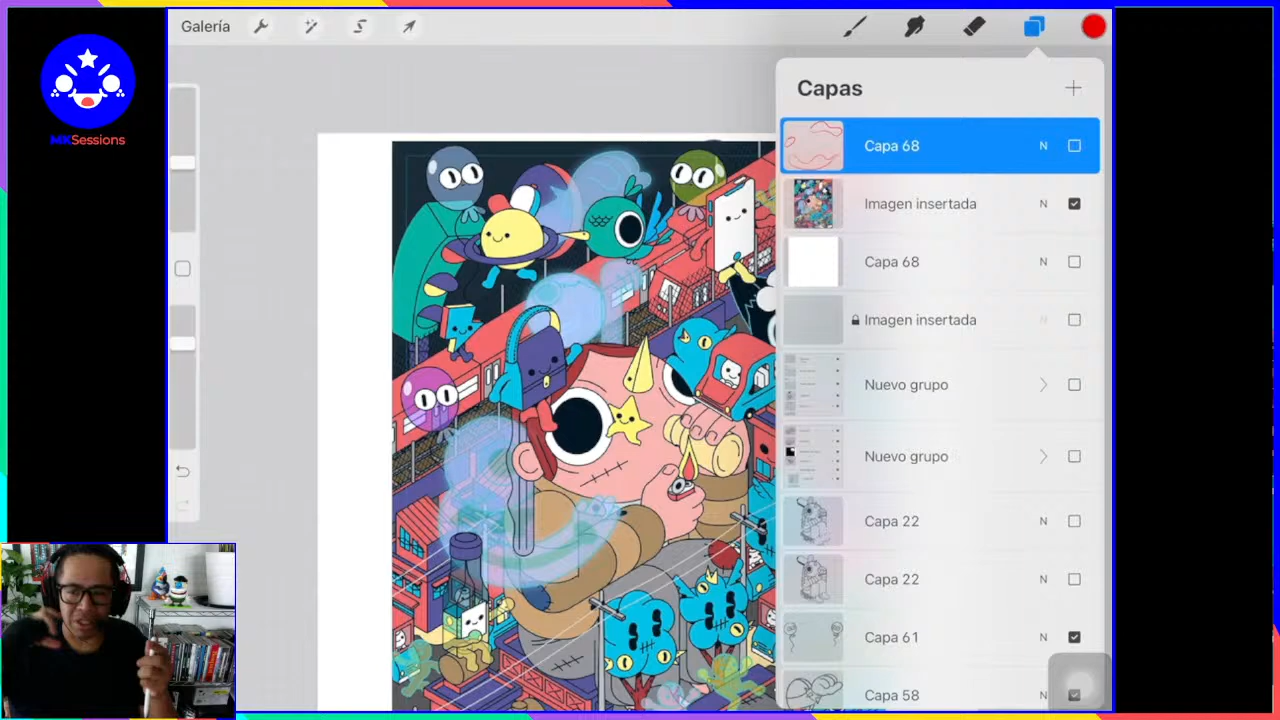 Galería
MKSessions
Capas
Capa 68 N
Imagen insertada N
Capa 68 N
Imagen insertada N
Nuevo grupo
Nuevo grupo
Capa 22 N
Capa 22 N
Capa 61 N
Capa 58 N